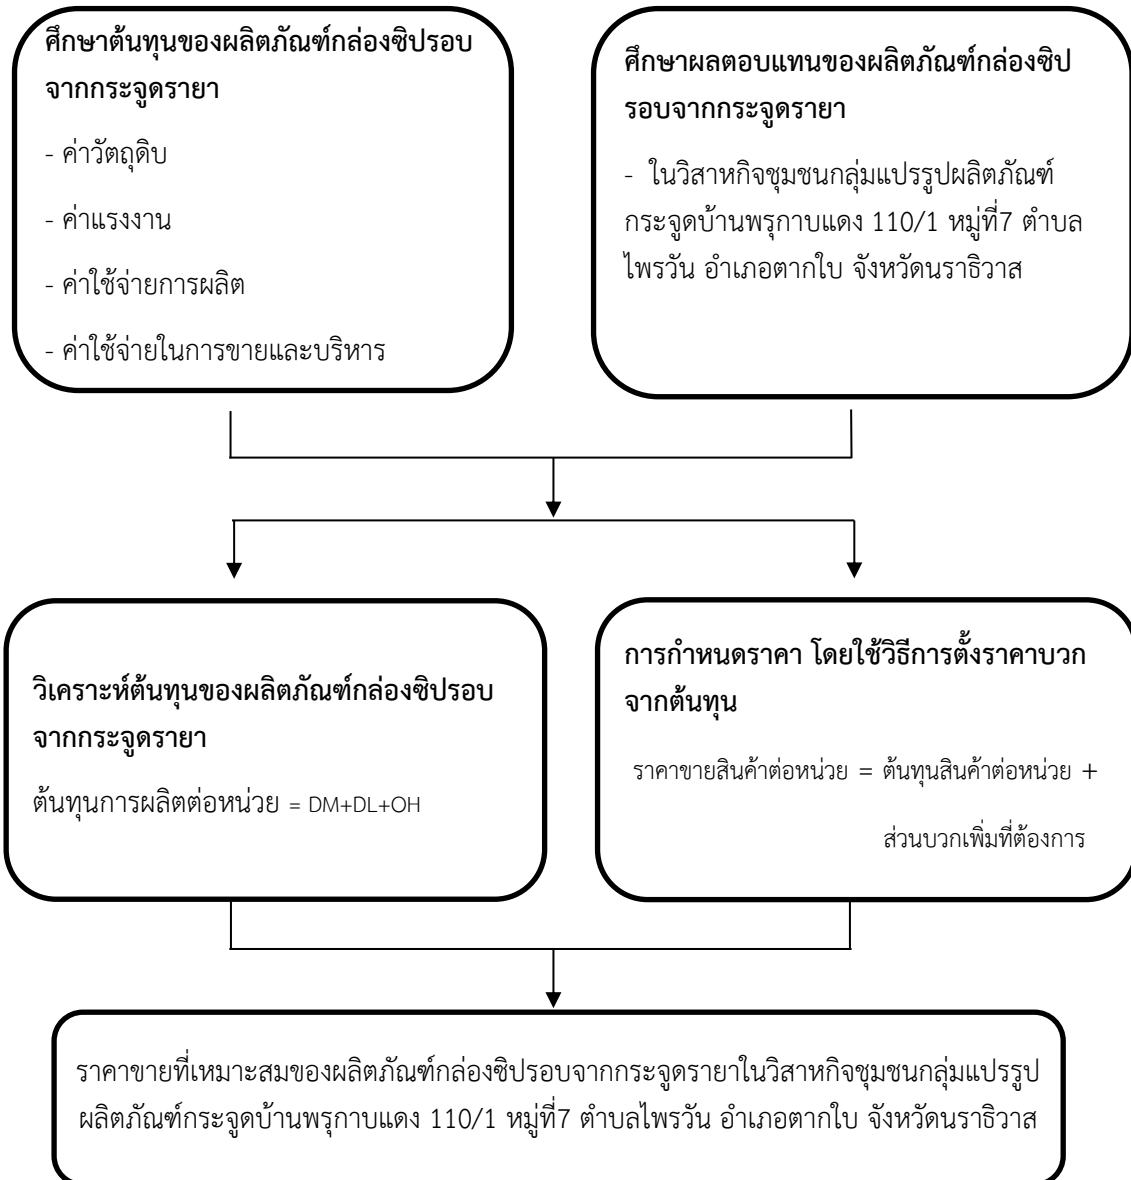 ศึกษาต้นทุนของผลิตภัณฑ์กล่องซิปรอบ
จากกระจูดรายา
- ค่าวัตถุดิบ
- ค่าแรงงาน
- ค่าใช้จ่ายการผลิต
- ค่าใช้จ่ายในการขายและบริหาร
ศึกษาผลตอบแทนของผลิตภัณฑ์กล่องซิป
รอบจากกระจูดรายา
- ในวิสาหกิจชุมชนกลุ่มแปรรูปผลิตภัณฑ์
กระจูดบ้านพรุกาบแดง 110/1 หมู่ที่7 ตำบล
ไพรวัน อำเภอตากใบ จังหวัดนราธิวาส
วิเคราะห์ต้นทุนของผลิตภัณฑ์กล่องซิปรอบ
จากกระจูดรายา
ต้นทุนการผลิตต่อหน่วย = DM+DL+OH
การกำหนดราคา โดยใช้วิธีการตั้งราคาบวก
จากต้นทุน
ราคาขายสินค้าต่อหน่วย = ต้นทุนสินค้าต่อหน่วย +
ส่วนบวกเพิ่มที่ต้องการ
ราคาขายที่เหมาะสมของผลิตภัณฑ์กล่องซิปรอบจากกระจูดรายาในวิสาหกิจชุมชนกลุ่มแปรรูป
ผลิตภัณฑ์กระจูดบ้านพรุกาบแดง 110/1 หมู่ที่7 ตำบลไพรวัน อำเภอตากใบ จังหวัดนราธิวาส